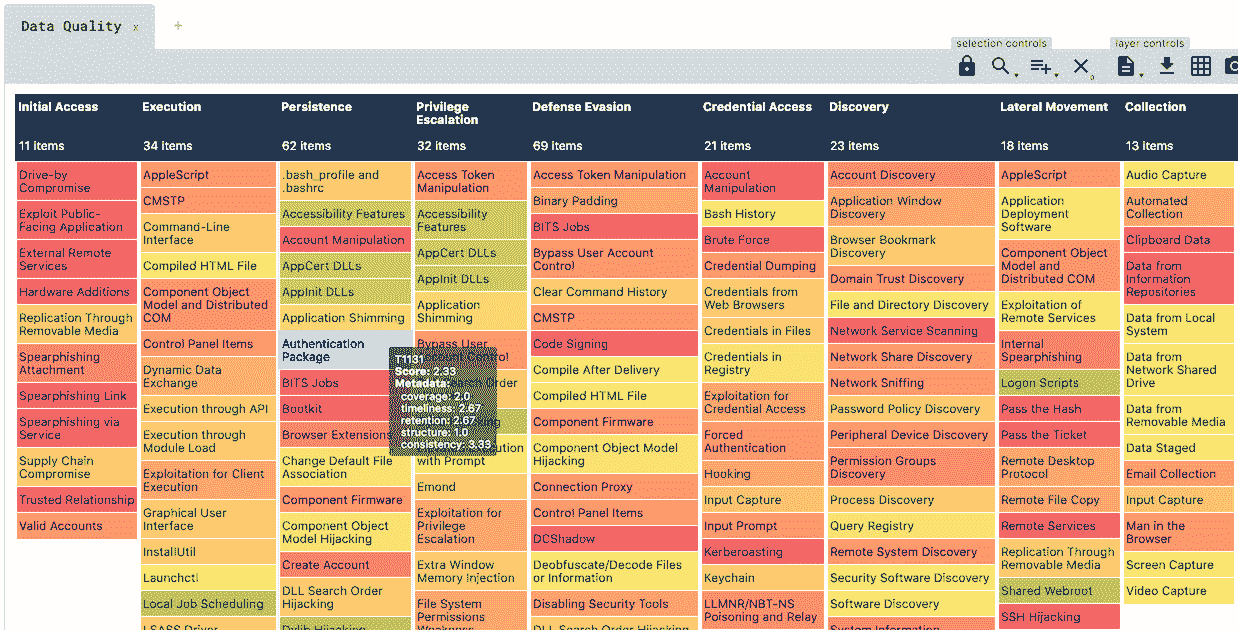 Data Quality x +
selection controls
layer controls
Initial Access
11 items
Drive-by
Compromise
Exploit Public-
Facing Application
External Remote
Services
Hardware Additions
Replication Through
Removable Media
Spearphishing
Attachment
Spearphishing Link
Spearphishing via
Service
Supply Chain
Compromise
Trusted Relationship
Valid Accounts
Execution
34 items
AppleScript
CMSTP
Command-Line
Interface
Compiled HTML File
Component Object
Model and Distributed
COM
Control Panel Items
Dynamic Data
Exchange
Execution through API
Execution through
Module Load
Exploitation for Client
Execution
Graphical User
Interface
InstallUtil
Launchctl
Local Job Scheduling
LSASS Driver
Persistence
62 items
.bash_profile and
.bashrc
Accessibility Features
Account Manipulation
AppCert DLLs
AppInit DLLs
Application Shimming
Authentication
Package
BITS Jobs
Bootkit
Browser Extensions
Change Default File
Association
Component Firmware
Component Object
Model Hijacking
Create Account
DLL Search Order
Hijacking
Dylib Hijacking
Privilege
Escalation
32 items
Access Token
Manipulation
Accessibility
Features
AppCert DLLs
AppInit DLLs
Application
Shimming
Bypass User
T1131
Score: 2.33
Metadata:
coverage: 2.0
timeliness: 2.67
retention: 2.67
structure: 1.0
consistency: 3.33
with Prompt
Emond
Exploitation for
Privilege
Escalation
Extra Window
Memory Injection
File System
Permissions
Weakness
Defense Evasion
69 items
Access Token Manipulation
Binary Padding
BITS Jobs
Bypass User Account
Control
Clear Command History
CMSTP
Code Signing
Compile After Delivery
Compiled HTML File
Component Firmware
Component Object Model
Hijacking
Connection Proxy
Control Panel Items
DCShadow
Deobfuscate/Decode Files
or Information
Disabling Security Tools
DLL Search Order Hijacking
Credential Access
21 items
Account
Manipulation
Bash History
Brute Force
Credential Dumping
Credentials from
Web Browsers
Credentials in Files
Credentials in
Registry
Exploitation for
Credential Access
Forced
Authentication
Hooking
Input Capture
Input Prompt
Kerberoasting
Keychain
LLMNR/NBT-NS
Poisoning and Relay
Discovery
23 items
Account Discovery
Application Window
Discovery
Browser Bookmark
Discovery
Domain Trust Discovery
File and Directory Discovery
Network Service Scanning
Network Share Discovery
Network Sniffing
Password Policy Discovery
Peripheral Device Discovery
Permission Groups
Discovery
Process Discovery
Query Registry
Remote System Discovery
Security Software Discovery
Software Discovery
System Information
Lateral Movement
18 items
AppleScript
Application
Deployment
Software
Component Object
Model and
Distributed COM
Exploitation of
Remote Services
Internal
Spearphishing
Logon Scripts
Pass the Hash
Pass the Ticket
Remote Desktop
Protocol
Remote File Copy
Remote Services
Replication Through
Removable Media
Shared Webroot
SSH Hijacking
Collection
13 items
Audio Capture
Automated
Collection
Clipboard Data
Data from
Information
Repositories
Data from Local
System
Data from
Network Shared
Drive
Data from
Removable Media
Data Staged
Email Collection
Input Capture
Man in the
Browser
Screen Capture
Video Capture